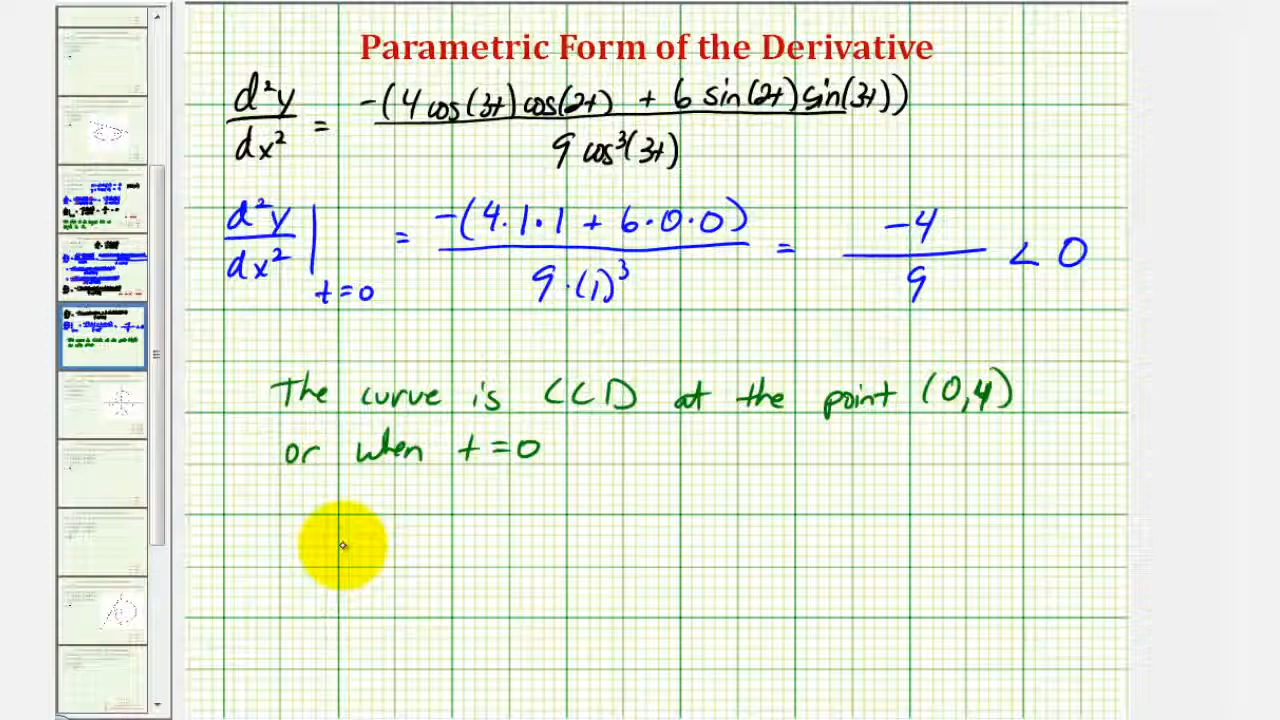 Parametric Form of the Derivative
d²y/dx² = -(4 cos(3t) cos(2t) + 6 sin(2t) sin(3t)) / 9 cos³(3t)
d²y/dx² | t=0 = -(4·1·1 + 6·0·0) / 9·(1)³ = -4/9 < 0
The curve is CCD at the point (0,4)
or when t=0